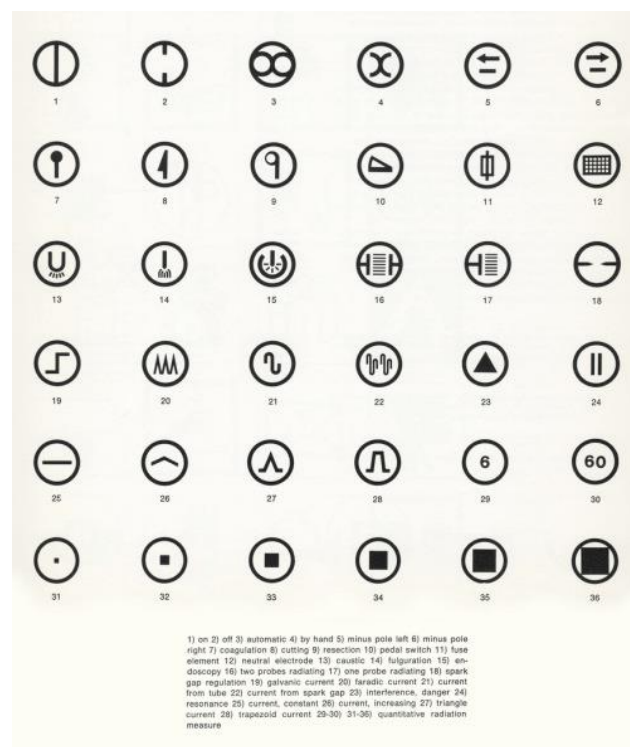 1 2 3 4 5 6
7 8 9 10 11 12
13 14 15 16 17 18
19 20 21 22 23 24
25 26 27 28 6 29 60 30
31 32 33 34 35 36
1) on 2) off 3) automatic 4) by hand 5) minus pole left 6) minus pole
right 7) coagulation 8) cutting 9) resection 10) pedal switch 11) fuse
element 12) neutral electrode 13) caustic 14) fulguration 15) en-
doscopy 16) two probes radiating 17) one probe radiating 18) spark
gap regulation 19) galvanic current 20) faradic current 21) current
from tube 22) current from spark gap 23) interference, danger 24)
resonance 25) current, constant 26) current, increasing 27) triangle
current 28) trapezoid current 29-30) 31-36) quantitative radiation
measure